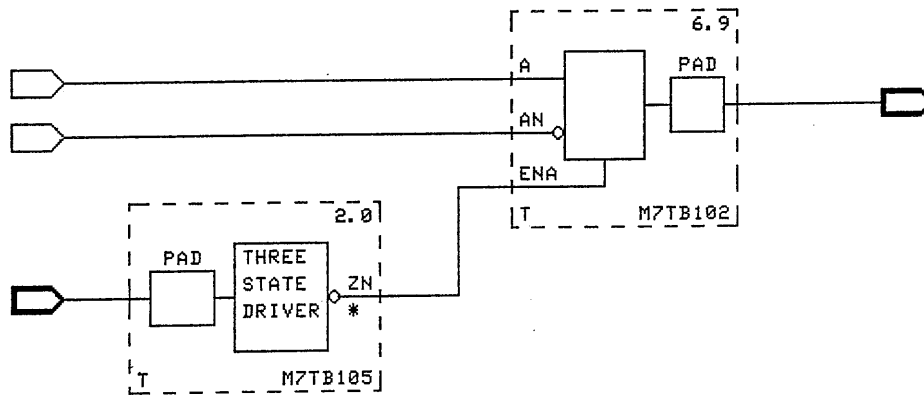 6.9
A
PAD
AN
ENA
T M7TB102
2.0
PAD
THREE
STATE
DRIVER
ZN
*
T M7TB105